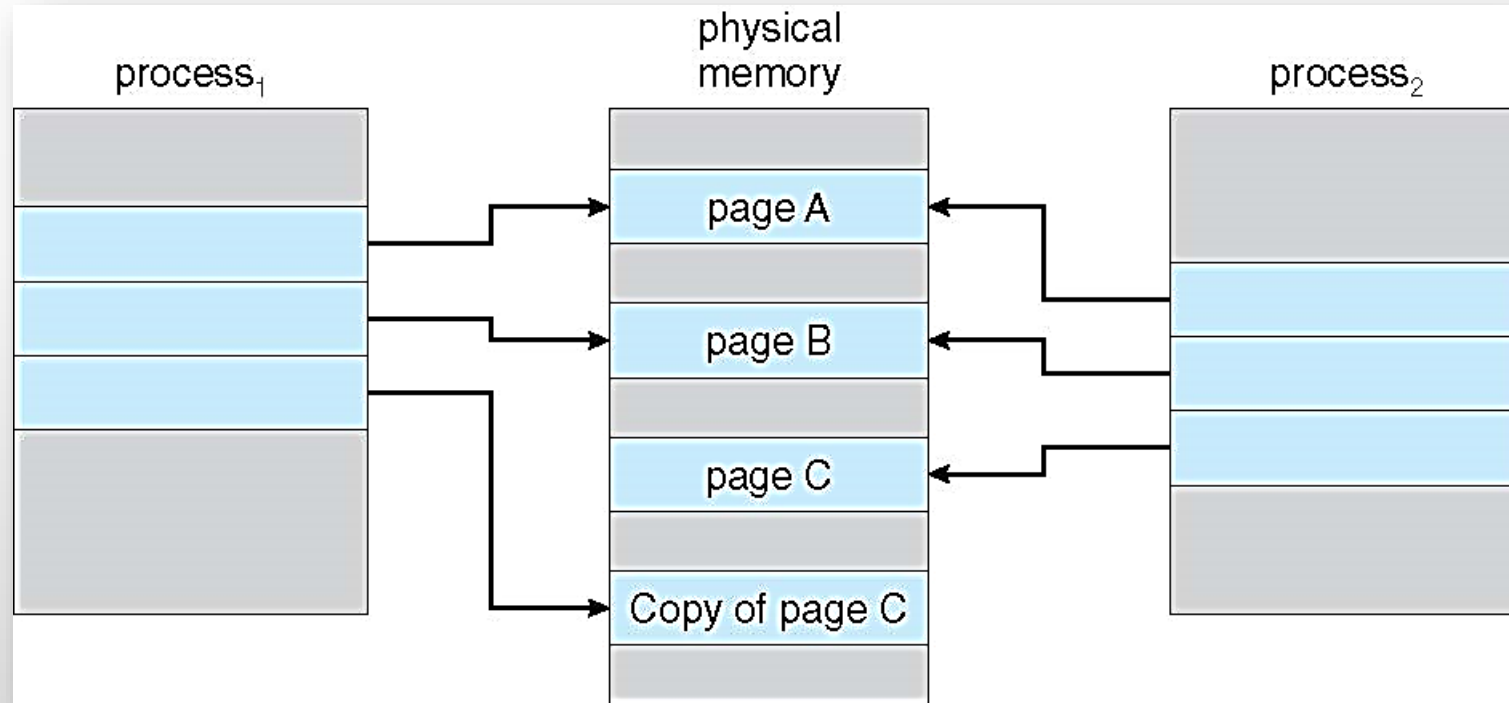 physical
memory
process₁
process₂
page A
page B
page C
Copy of page C